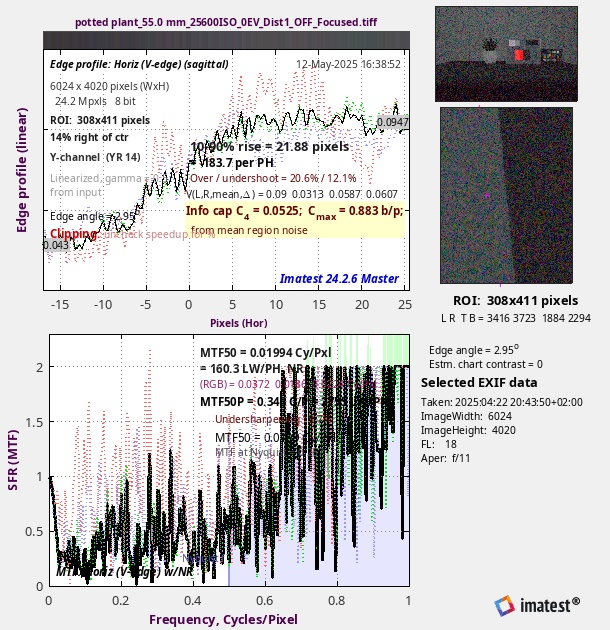 potted plant_55.0 mm_25600ISO_0EV_Dist1_OFF_Focused.tiff
Edge profile: Horiz (V-edge) (sagittal)
12-May-2025 16:38:52
6024 x 4020 pixels (WxH)
24.2 Mpxls 8 bit
ROI: 308x411 pixels
14% right of ctr
Y-channel (YR 14)
Linearized, gamma
from input
Edge angle = 2.95
Clipping
0.043
0.0947
10-90% rise = 21.88 pixels
= 183.7 per PH
Over / undershoot = 20.6% / 12.1%
V(L,R,mean,Δ) = 0.09 0.0313 0.0587 0.0607
Info cap C4 = 0.0525; Cmax = 0.883 b/p;
from mean region noise
Imatest 24.2.6 Master
Edge profile (linear)
-15 -10 -5 0 5 10 15 20 25
Pixels (Hor)
MTF50 = 0.01994 Cy/Pxl
= 160.3 LW/PH
(RGB) = 0.0372
MTF50P
Undersharpening
MTF50 =
MTF at Nyquist
MTF: Horiz (V-edge) w/NR
SFR (MTF)
2
1.5
1
0.5
0
0 0.2 0.4 0.6 0.8 1
Frequency, Cycles/Pixel
ROI: 308x411 pixels
L R T B = 3416 3723 1884 2294
Edge angle = 2.95°
Estm. chart contrast = 0
Selected EXIF data
Taken: 2025:04:22 20:43:50+02:00
ImageWidth: 6024
ImageHeight: 4020
FL: 18
Aper: f/11
imatest®